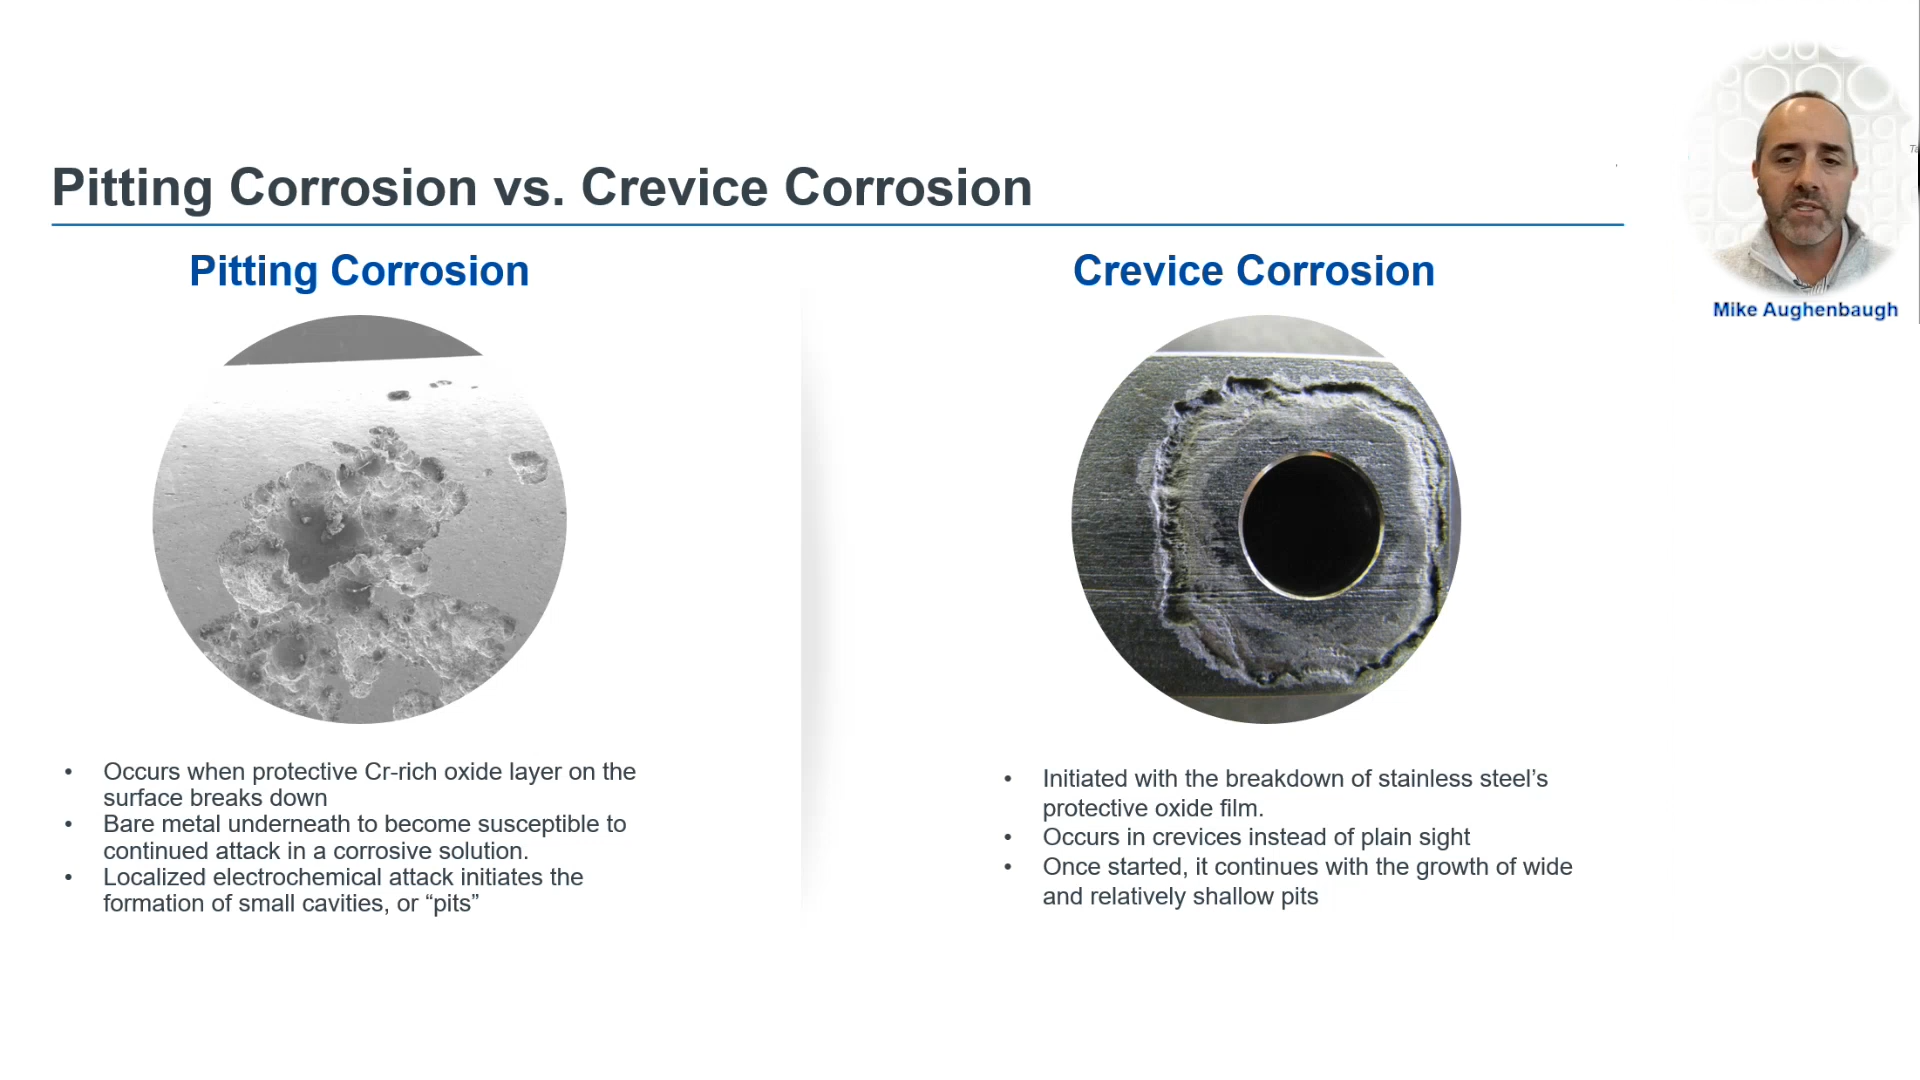 Pitting Corrosion vs. Crevice Corrosion
Pitting Corrosion
• Occurs when protective Cr-rich oxide layer on the
surface breaks down
• Bare metal underneath to become susceptible to
continued attack in a corrosive solution.
• Localized electrochemical attack initiates the
formation of small cavities, or “pits”
Crevice Corrosion
• Initiated with the breakdown of stainless steel’s
protective oxide film.
• Occurs in crevices instead of plain sight
• Once started, it continues with the growth of wide
and relatively shallow pits
Mike Aughenbaugh